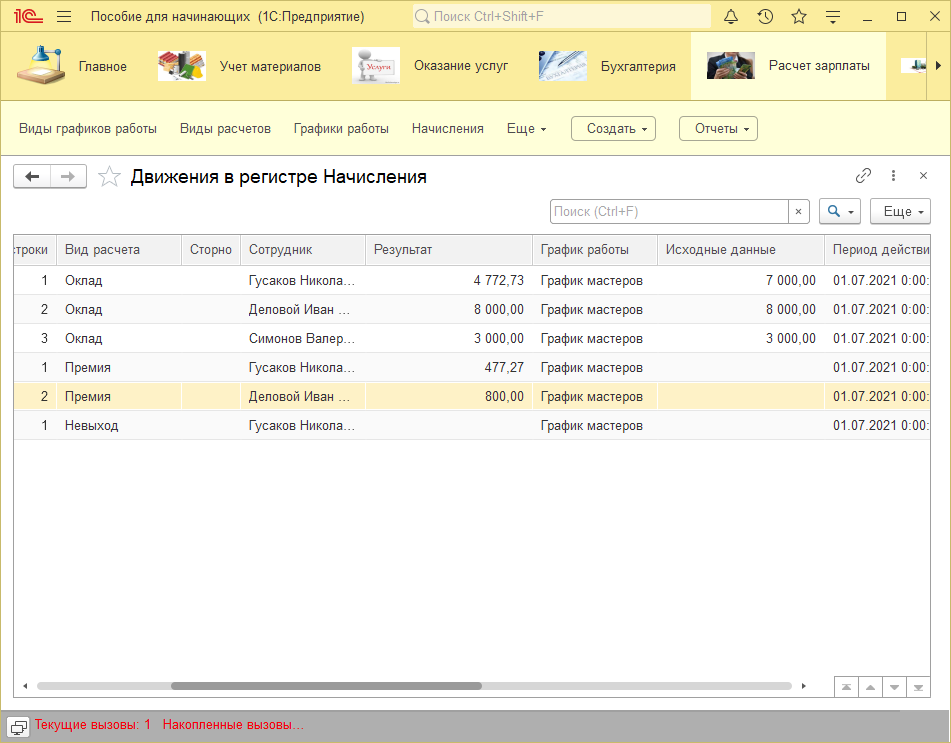 1С Пособие для начинающих (1С:Предприятие) Поиск Ctrl+Shift+F
Главное Учет материалов Услуги Оказание услуг Бухгалтерия Расчет зарплаты
Виды графиков работы Виды расчетов Графики работы Начисления Еще Создать Отчеты
Движения в регистре Начисления
Поиск (Ctrl+F) × Еще
строки Вид расчета Сторно Сотрудник Результат График работы Исходные данные Период действи
1 Оклад Гусаков Никола... 4 772,73 График мастеров 7 000,00 01.07.2021 0:00:
2 Оклад Деловой Иван ... 8 000,00 График мастеров 8 000,00 01.07.2021 0:00:
3 Оклад Симонов Валер... 3 000,00 График мастеров 3 000,00 01.07.2021 0:00:
1 Премия Гусаков Никола... 477,27 График мастеров 01.07.2021 0:00:
2 Премия Деловой Иван ... 800,00 График мастеров 01.07.2021 0:00:
1 Невыход Гусаков Никола... График мастеров 01.07.2021 0:00:
Текущие вызовы: 1 Накопленные вызовы...